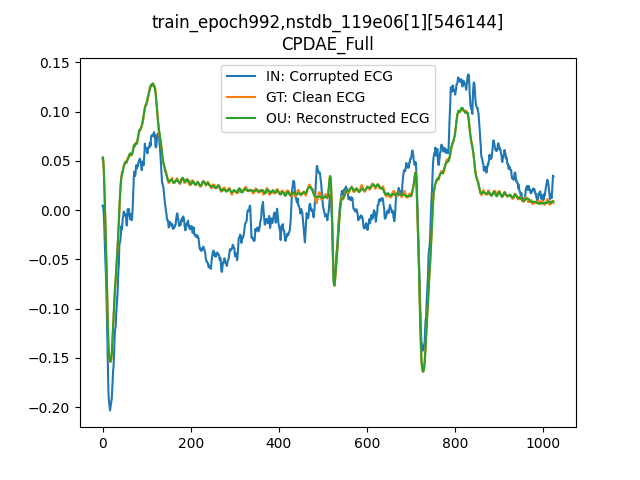 train_epoch992,nstdb_119e06[1][546144]
CPDAE_Full
IN: Corrupted ECG
GT: Clean ECG
OU: Reconstructed ECG
0.15
0.10
0.05
0.00
−0.05
−0.10
−0.15
−0.20
0 200 400 600 800 1000